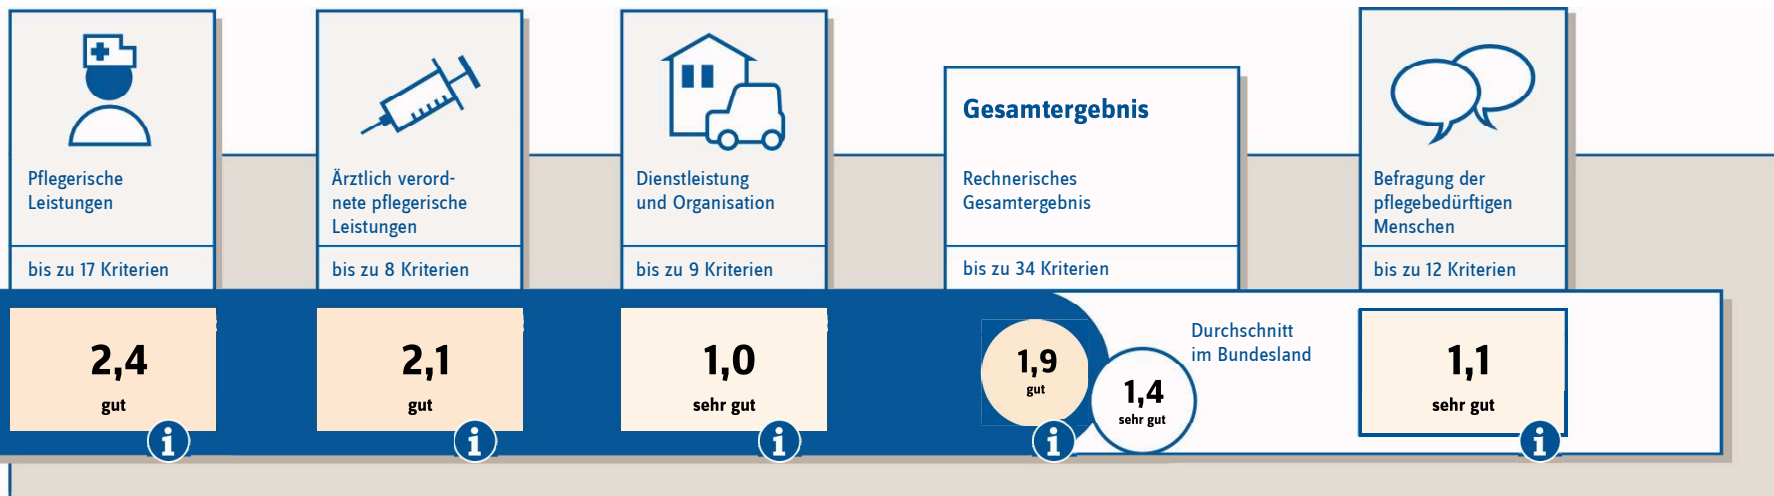 Pflegerische
Leistungen
bis zu 17 Kriterien
2,4
gut
i
Ärztlich verord-
nete pflegerische
Leistungen
bis zu 8 Kriterien
2,1
gut
i
Dienstleistung
und Organisation
bis zu 9 Kriterien
1,0
sehr gut
i
Gesamtergebnis
Rechnerisches
Gesamtergebnis
bis zu 34 Kriterien
1,9
gut
i
1,4
sehr gut
Durchschnitt
im Bundesland
Befragung der
pflegebedürftigen
Menschen
bis zu 12 Kriterien
1,1
sehr gut
i